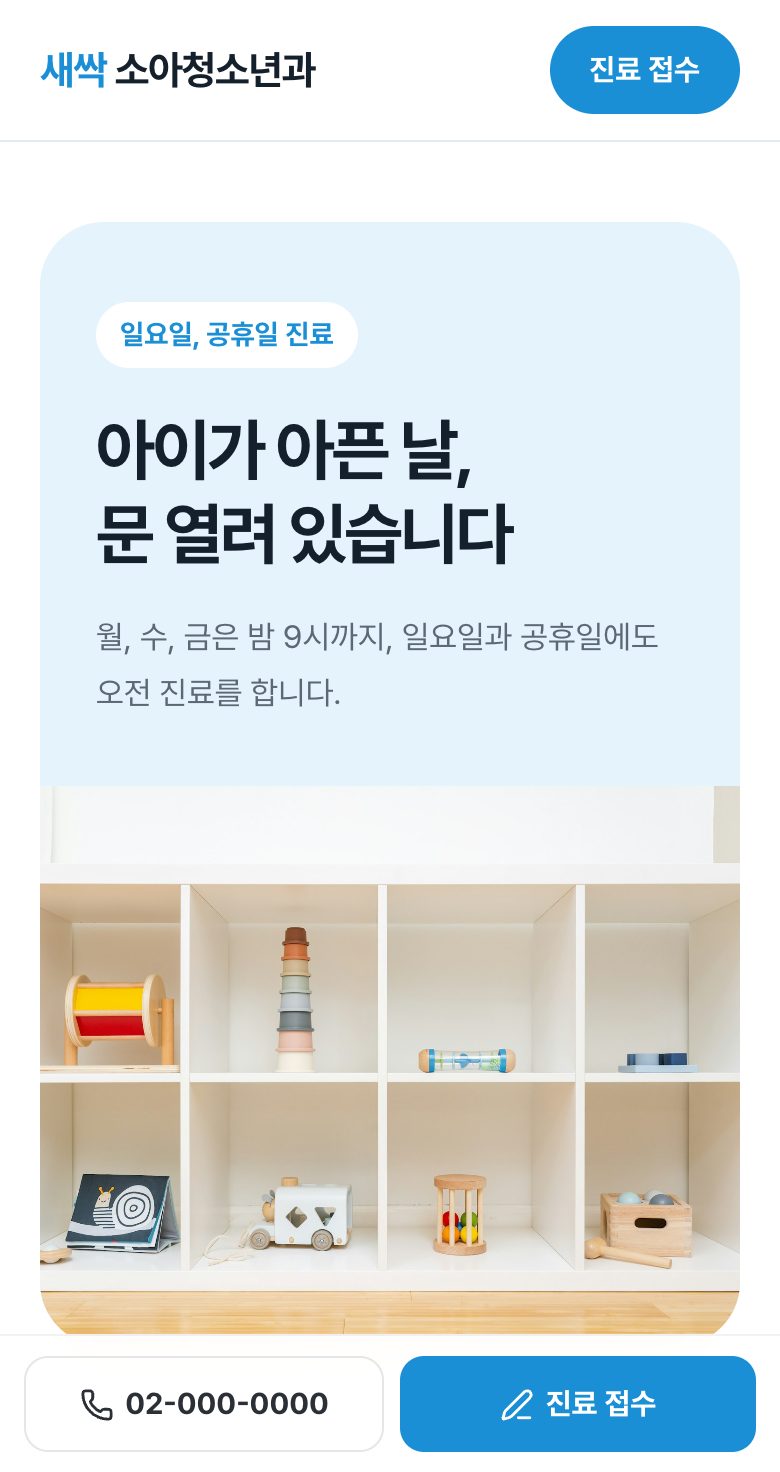 새싹 소아청소년과
진료 접수
일요일, 공휴일 진료
아이가 아픈 날,
문 열려 있습니다
월, 수, 금은 밤 9시까지, 일요일과 공휴일에도
오전 진료를 합니다.
02-000-0000
진료 접수